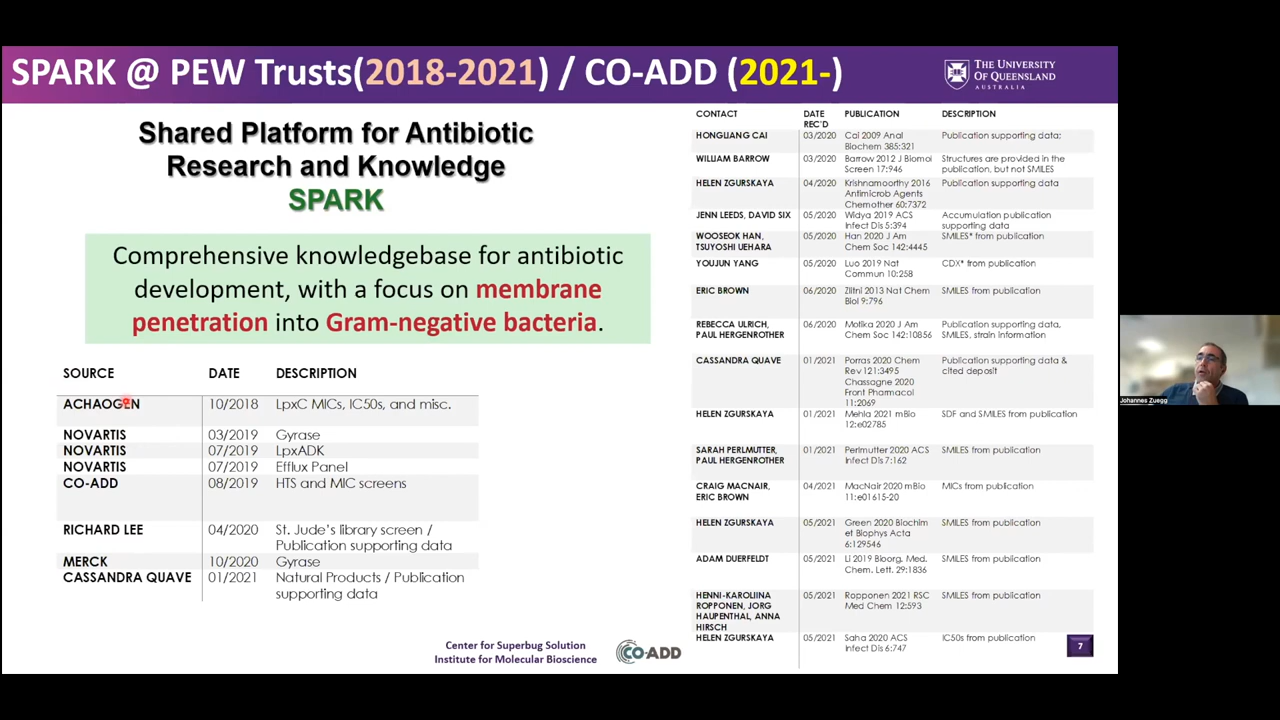 SPARK @ PEW Trusts(2018-2021) / CO-ADD (2021-)
THE UNIVERSITY
OF QUEENSLAND
AUSTRALIA
Shared Platform for Antibiotic
Research and Knowledge
SPARK
Comprehensive knowledgebase for antibiotic
development, with a focus on membrane
penetration into Gram-negative bacteria.
SOURCE DATE DESCRIPTION
ACHAOGEN 10/2018 LpxC MICs, IC50s, and misc.
NOVARTIS 03/2019 Gyrase
NOVARTIS 07/2019 LpxADK
NOVARTIS 07/2019 Efflux Panel
CO-ADD 08/2019 HTS and MIC screens
RICHARD LEE 04/2020 St. Jude's library screen /
Publication supporting data
MERCK 10/2020 Gyrase
CASSANDRA QUAVE 01/2021 Natural Products / Publication
supporting data
Center for Superbug Solution
Institute for Molecular Bioscience
CO-ADD
CONTACT DATE PUBLICATION DESCRIPTION
REC'D
HONGLIANG CAI 03/2020 Cai 2009 Anal Publication supporting data;
Biochem 385:321
WILLIAM BARROW 03/2020 Barrow 2012 J Biomol Structures are provided in the
Screen 17:946 publication, but not SMILES
HELEN ZGURSKAYA 04/2020 Krishnamoorthy 2016 Publication supporting data
Antimicrob Agents
Chemother 60:7372
JENN LEEDS, DAVID SIX 05/2020 Widya 2019 ACS Accumulation publication
Infect Dis 5:394 supporting data
WOOSEOK HAN, 05/2020 Han 2020 J Am SMILES* from publication
TSUYOSHI UEHARA Chem Soc 142:4445
YOUJUN YANG 05/2020 Luo 2019 Nat CDX* from publication
Commun 10:258
ERIC BROWN 06/2020 Zlitni 2013 Nat Chem SMILES from publication
Biol 9:796
REBECCA ULRICH, 06/2020 Motika 2020 J Am Publication supporting data,
PAUL HERGENROTHER Chem Soc 142:10856 SMILES, strain information
CASSANDRA QUAVE 01/2021 Porras 2020 Chem Publication supporting data &
Rev 121:3495 cited deposit
Chassagne 2020
Front Pharmacol
11:2069
HELEN ZGURSKAYA 01/2021 Mehla 2021 mBio SDF and SMILES from publication
12:e02785
SARAH PERLMUTTER, 01/2021 Perlmutter 2020 ACS SMILES from publication
PAUL HERGENROTHER Infect Dis 7:162
CRAIG MACNAIR, 04/2021 MacNair 2020 mBio MICs from publication
ERIC BROWN 11:e01615-20
HELEN ZGURSKAYA 05/2021 Green 2020 Biochim SMILES from publication
et Biophys Acta
6:129546
ADAM DUERFELDT 05/2021 Li 2019 Bioorg. Med. SMILES from publication
Chem. Lett. 29:1836
HENNI-KAROLIINA 05/2021 Ropponen 2021 RSC SMILES from publication
ROPPONEN, JORG Med Chem 12:593
HAUPENTHAL, ANNA
HIRSCH
HELEN ZGURSKAYA 05/2021 Saha 2020 ACS IC50s from publication
Infect Dis 6:747
7
Johannes Zuegg